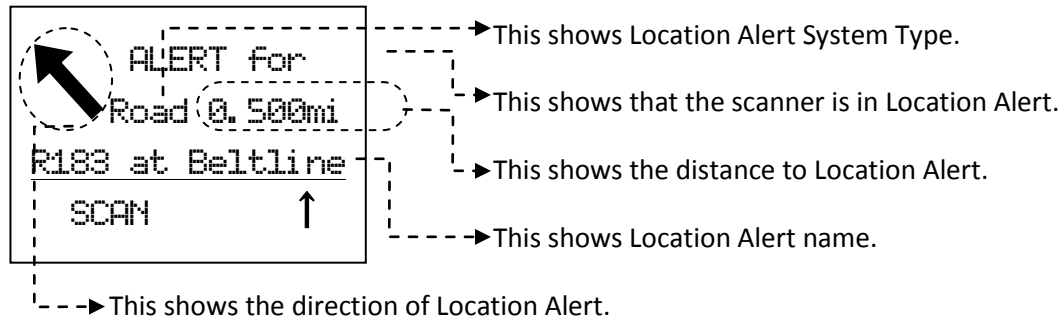 ALERT for
Road 0.500mi
R183 at Beltline
SCAN ↑
This shows Location Alert System Type.
This shows that the scanner is in Location Alert.
This shows the distance to Location Alert.
This shows Location Alert name.
This shows the direction of Location Alert.